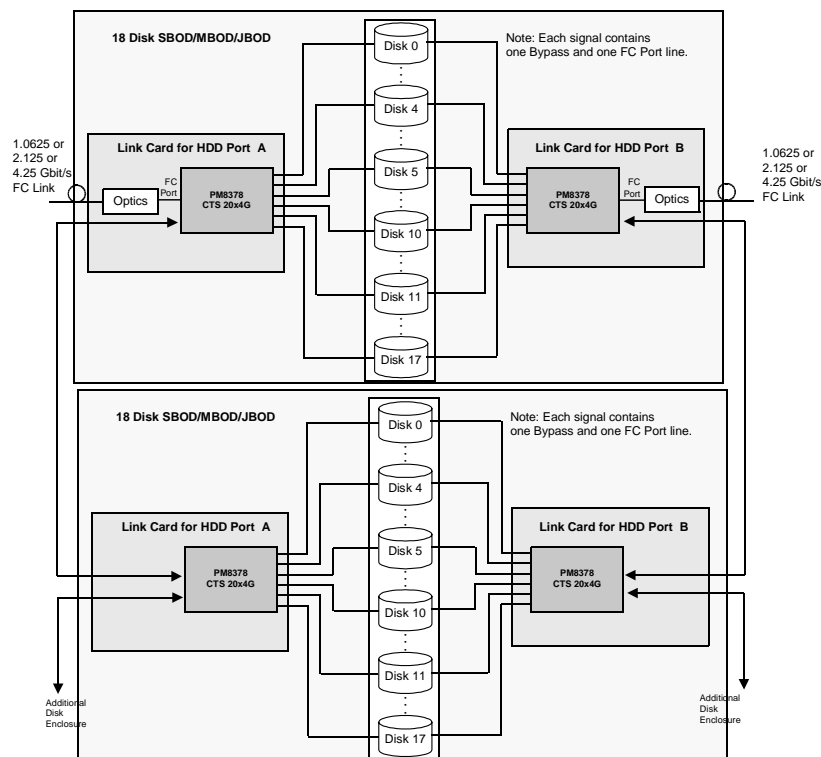 18 Disk SBOD/MBOD/JBOD
Note: Each signal contains
one Bypass and one FC Port line.
Disk 0
Disk 4
Disk 5
Disk 10
Disk 11
Disk 17
1.0625 or
2.125 or
4.25 Gbit/s
FC Link
Link Card for HDD Port A
FC
Port
Optics
PM8378
CTS 20x4G
Link Card for HDD Port B
PM8378
CTS 20x4G
FC
Port
Optics
1.0625 or
2.125 or
4.25 Gbit/s
FC Link
18 Disk SBOD/MBOD/JBOD
Note: Each signal contains
one Bypass and one FC Port line.
Disk 0
Disk 4
Disk 5
Disk 10
Disk 11
Disk 17
Link Card for HDD Port A
PM8378
CTS 20x4G
Link Card for HDD Port B
PM8378
CTS 20x4G
Additional
Disk
Enclosure
Additional
Disk
Enclosure